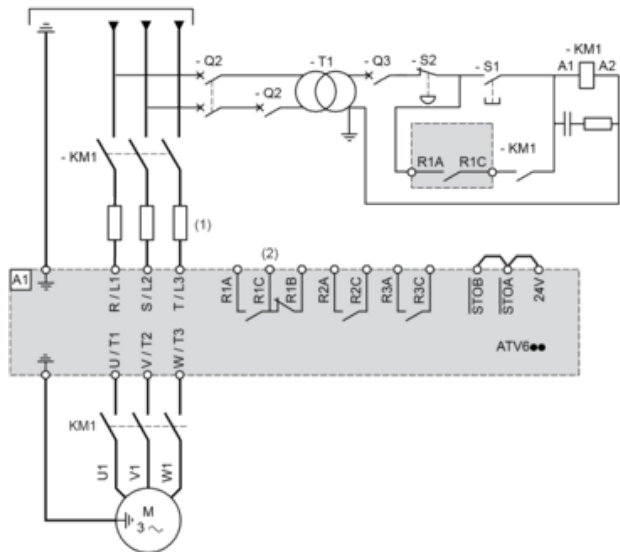 - Q2
- T1
- Q3
- S2
- S1
- KM1
A1
A2
- Q2
- KM1
R1A
R1C
- KM1
(1)
(2)
A1
R / L1
S / L2
T / L3
R1A
R1C
R1B
R2A
R2C
R3A
R3C
STOB
STOA
24V
U / T1
V / T2
W / T3
ATV6●●
KM1
U1
V1
W1
M
3 ~